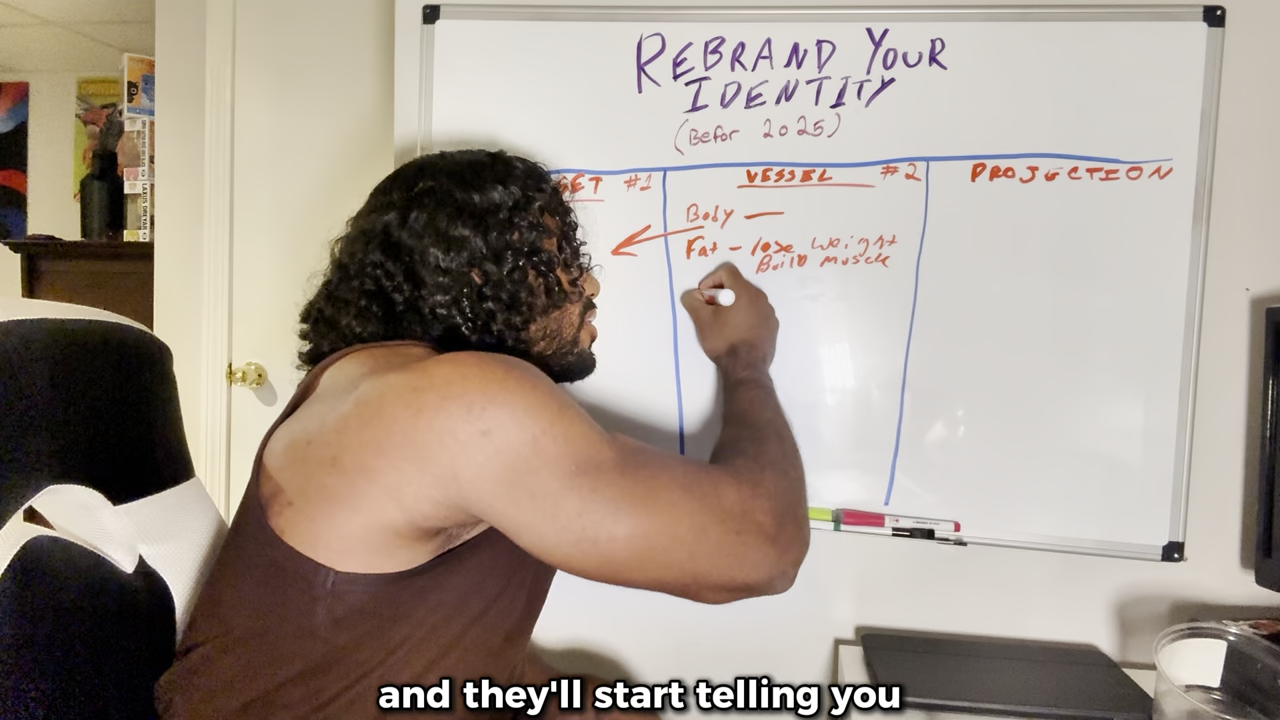 REBRAND YOUR
IDENTITY
(Befor 2025)
SET #1
VESSEL #2
PROJECTION
Body —
Fat - lose weight
Build muscle
and they'll start telling you